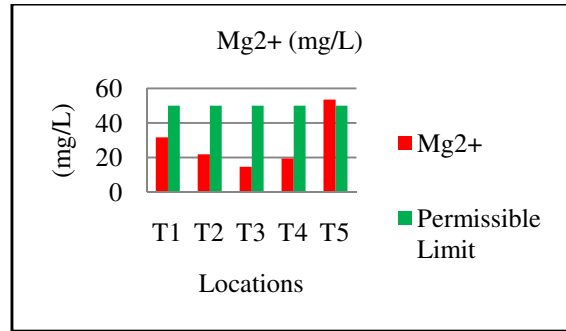 Mg2+ (mg/L)
(mg/L)
60
40
20
0
T1 T2 T3 T4 T5
Locations
Mg2+
Permissible
Limit